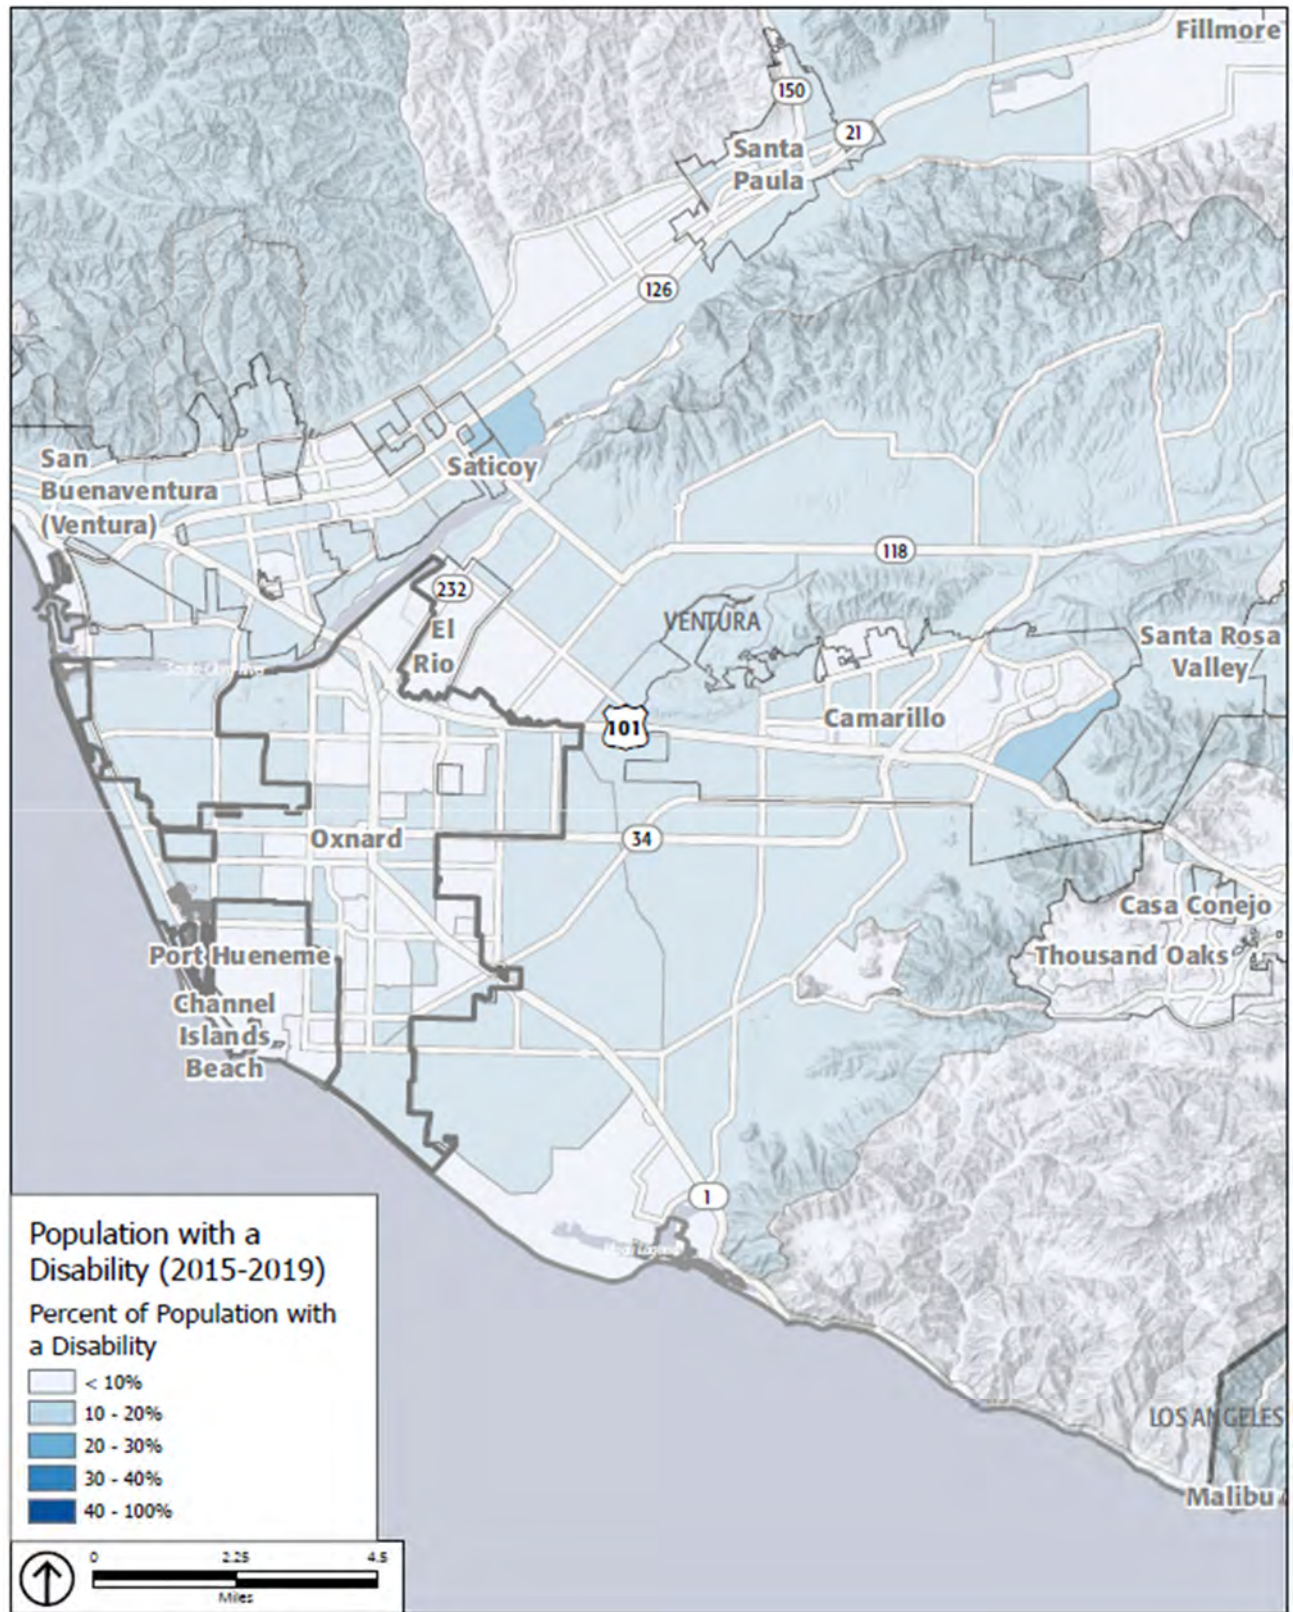 Fillmore
150
21
Santa
Paula
126
San
Buenaventura
(Ventura)
Saticoy
118
232
El
Rio
VENTURA
Santa Rosa
Valley
101
Camarillo
Oxnard
34
Casa Conejo
Thousand Oaks
Port Hueneme
Channel
Islands
Beach
1
LOS ANGELES
Malibu
Population with a
Disability (2015-2019)
Percent of Population with
a Disability
< 10%
10 - 20%
20 - 30%
30 - 40%
40 - 100%
0 2.25 4.5
Miles